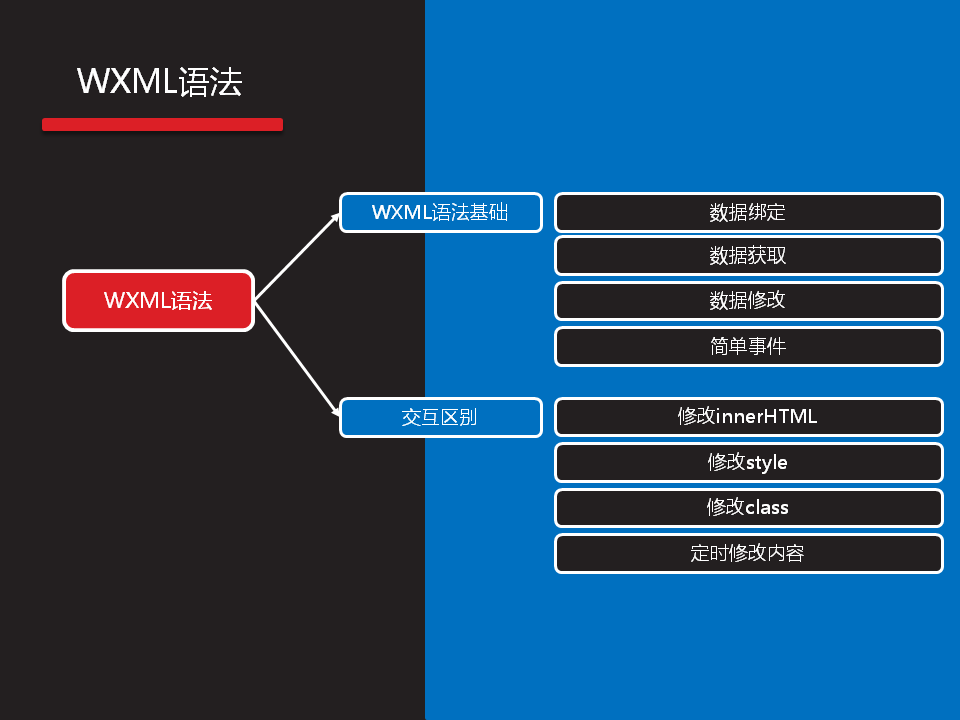 WXML语法
WXML语法
WXML语法基础
数据绑定
数据获取
数据修改
简单事件
交互区别
修改innerHTML
修改style
修改class
定时修改内容